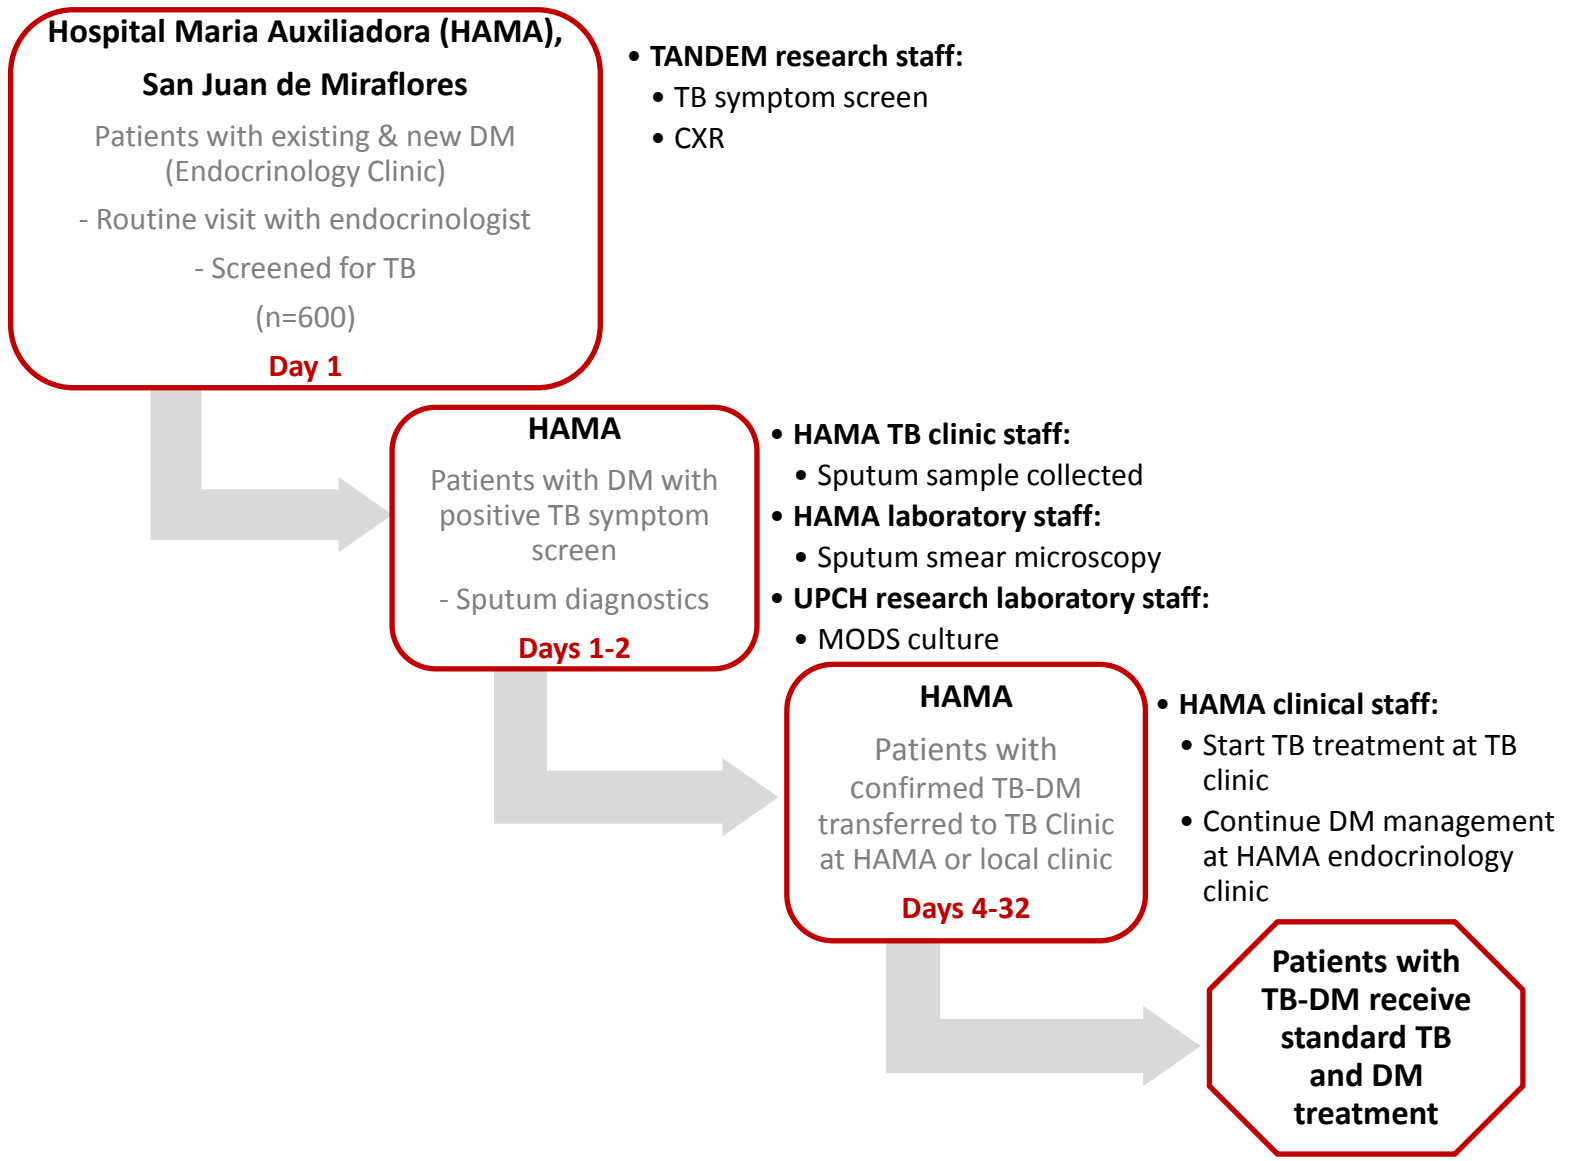 Hospital Maria Auxiliadora (HAMA),
San Juan de Miraflores
Patients with existing & new DM
(Endocrinology Clinic)
- Routine visit with endocrinologist
- Screened for TB
(n=600)
Day 1
• TANDEM research staff:
• TB symptom screen
• CXR
HAMA
Patients with DM with
positive TB symptom
screen
- Sputum diagnostics
Days 1-2
• HAMA TB clinic staff:
• Sputum sample collected
• HAMA laboratory staff:
• Sputum smear microscopy
• UPCH research laboratory staff:
• MODS culture
HAMA
Patients with
confirmed TB-DM
transferred to TB Clinic
at HAMA or local clinic
Days 4-32
• HAMA clinical staff:
• Start TB treatment at TB
clinic
• Continue DM management
at HAMA endocrinology
clinic
Patients with
TB-DM receive
standard TB
and DM
treatment